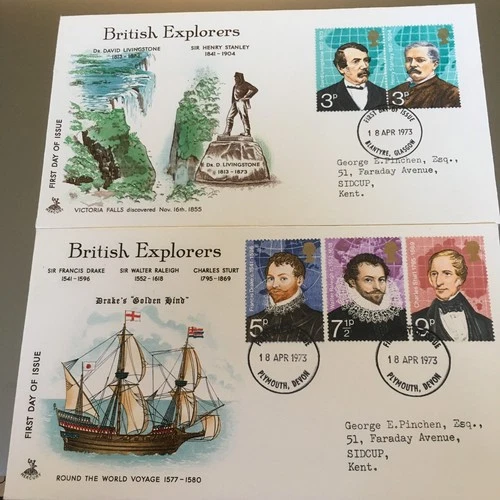 British Explorers
DR. DAVID LIVINGSTONE SIR HENRY STANLEY
1813 - 1873 1841 - 1904
3P 3P
FIRST DAY OF ISSUE
18 APR 1973
BLANTYRE, GLASGOW
DR. D. LIVINGSTONE
1813 - 1873
George E.Pinchen, Esq.,
51, Faraday Avenue,
SIDCUP,
Kent.
FIRST DAY OF ISSUE
VICTORIA FALLS discovered Nov. 16th. 1855
British Explorers
SIR FRANCIS DRAKE SIR WALTER RALEIGH CHARLES STURT
1541 - 1596 1552 - 1618 1795 - 1869
Drake's "Golden Hind"
5P 7½P 9P
Charles Sturt 1795-1869
18 APR 1973 18 APR 1973
PLYMOUTH, DEVON PLYMOUTH, DEVON
George E.Pinchen, Esq.,
51, Faraday Avenue,
SIDCUP,
Kent.
FIRST DAY OF ISSUE
ROUND THE WORLD VOYAGE 1577 - 1580